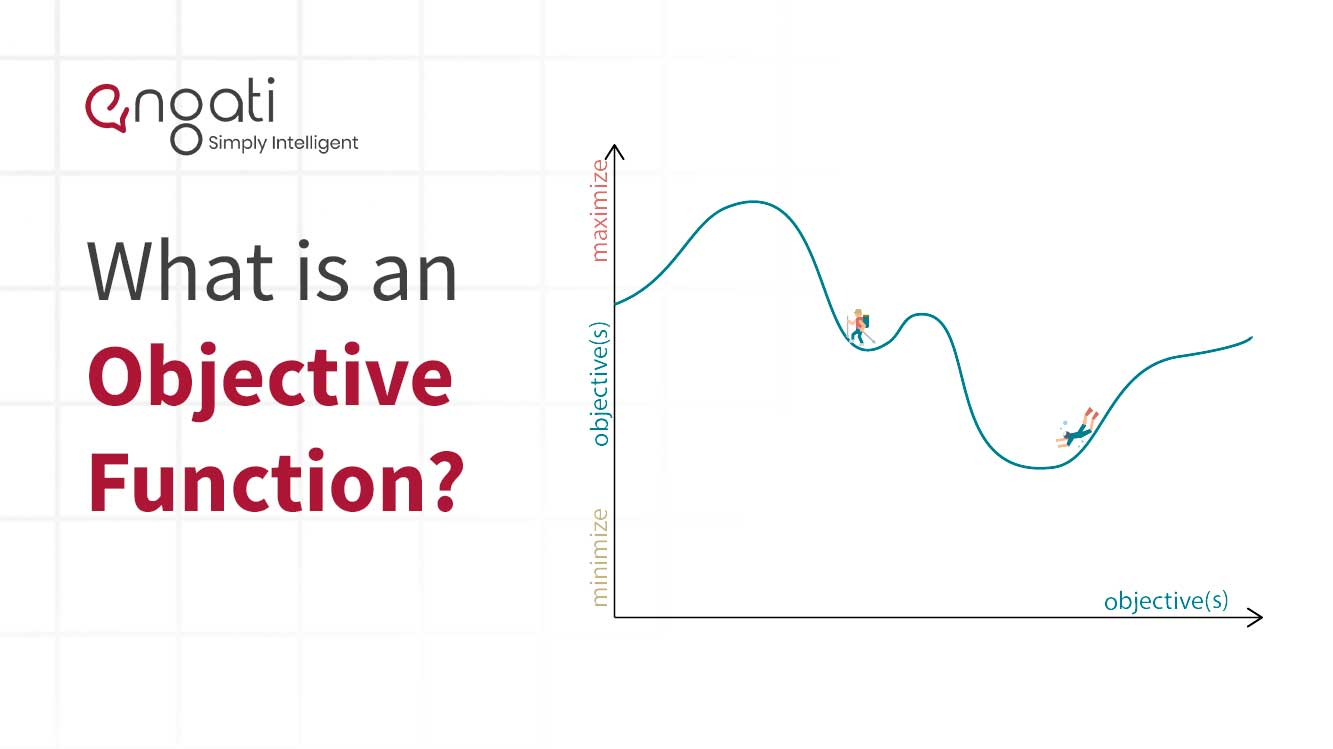 engati
Simply Intelligent
What is an
Objective
Function?
maximize
objective(s)
minimize
objective(s)